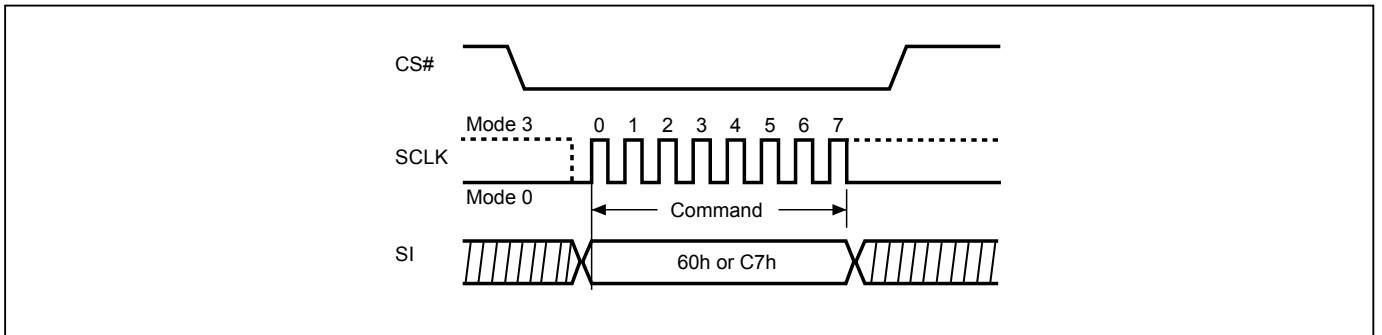 CS#
Mode 3
0 1 2 3 4 5 6 7
SCLK
Mode 0
Command
SI
60h or C7h